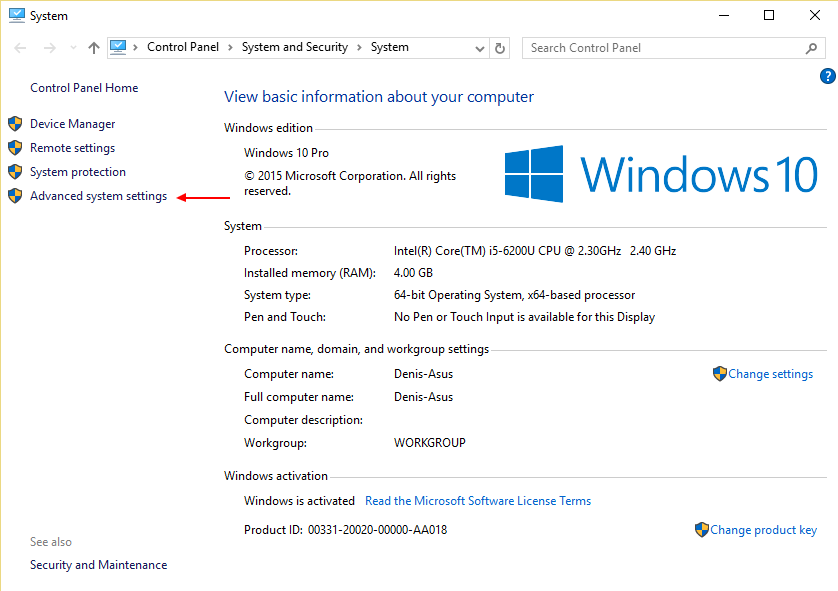 System
Control Panel > System and Security > System
Search Control Panel
?
Control Panel Home
Device Manager
Remote settings
System protection
Advanced system settings
View basic information about your computer
Windows edition
Windows 10 Pro
© 2015 Microsoft Corporation. All rights
reserved.
Windows 10
System
Processor: Intel(R) Core(TM) i5-6200U CPU @ 2.30GHz 2.40 GHz
Installed memory (RAM): 4.00 GB
System type: 64-bit Operating System, x64-based processor
Pen and Touch: No Pen or Touch Input is available for this Display
Computer name, domain, and workgroup settings
Computer name: Denis-Asus
Change settings
Full computer name: Denis-Asus
Computer description:
Workgroup: WORKGROUP
Windows activation
Windows is activated Read the Microsoft Software License Terms
Product ID: 00331-20020-00000-AA018
Change product key
See also
Security and Maintenance